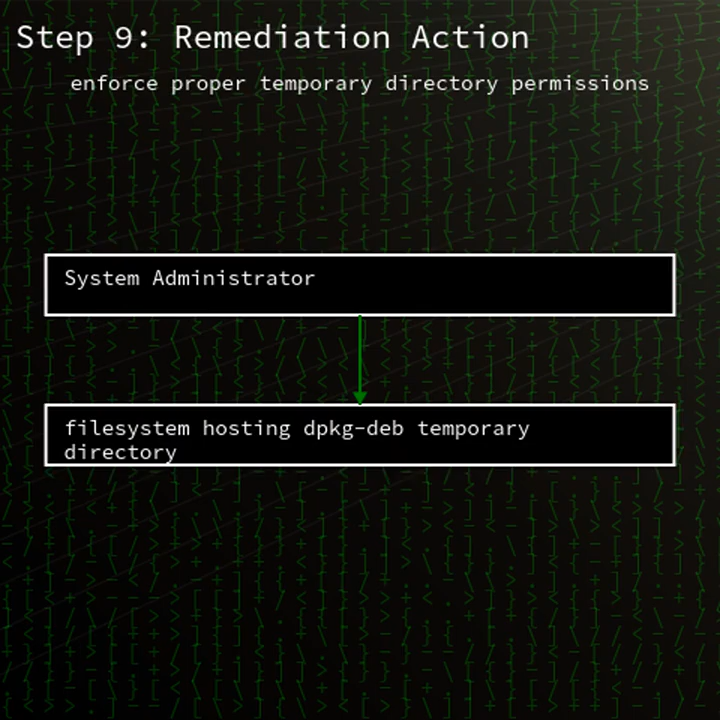 Step 9: Remediation Action
enforce proper temporary directory permissions
System Administrator
filesystem hosting dpkg-deb temporary
directory